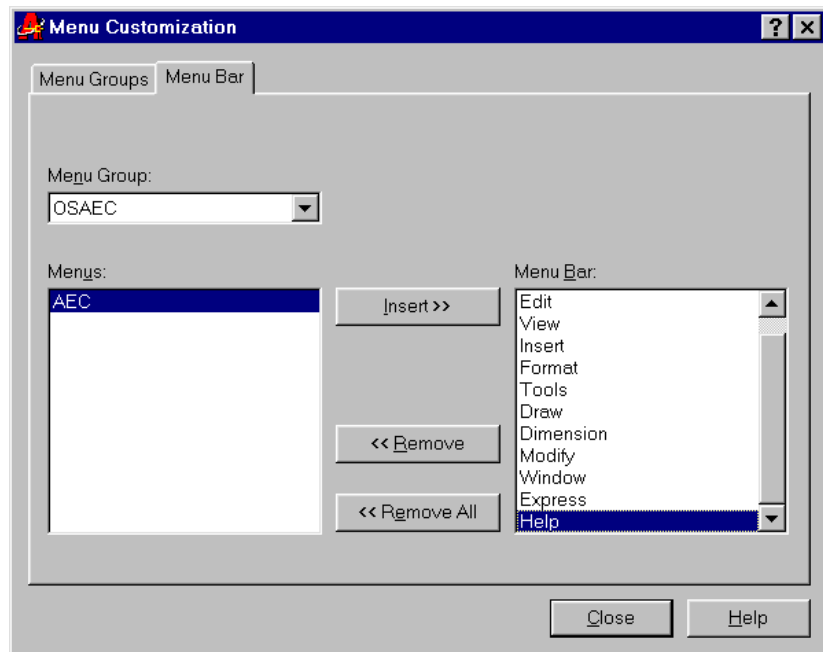 Menu Customization
Menu Groups
Menu Bar
Menu Group:
OSAEC
Menus:
AEC
Insert >>
<< Remove
<< Remove All
Menu Bar:
Edit
View
Insert
Format
Tools
Draw
Dimension
Modify
Window
Express
Help
Close
Help